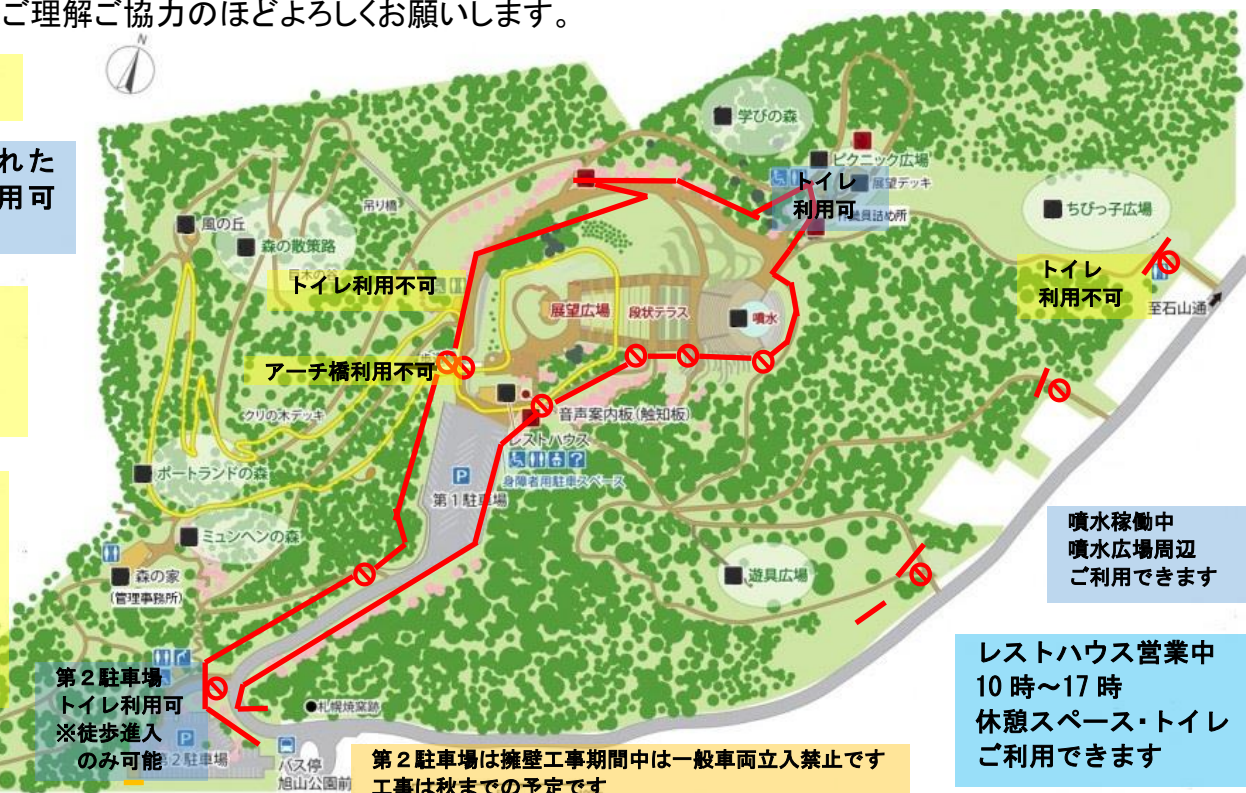 ご理解ご協力のほどよろしくお願いします。
N
れた
用可
学びの森
ピクニック広場
展望デッキ
トイレ
利用可
詰め所
ちびっ子広場
トイレ
利用不可
至石山通
吊り橋
風の丘
森の散策路
トイレ利用不可
展望広場
段状テラス
噴水
アーチ橋利用不可
クリの木デッキ
音声案内板(触知板)
レストハウス
身障者用駐車スペース
P
第1駐車場
ポートランドの森
ミュンヘンの森
森の家
(管理事務所)
遊具広場
噴水稼働中
噴水広場周辺
ご利用できます
レストハウス営業中
10時～17時
休憩スペース・トイレ
ご利用できます
第2駐車場
トイレ利用可
※徒歩進入
のみ可能
P
第2駐車場
●札幌焼窯跡
バス停
旭山公園前
第2駐車場は擁壁工事期間中は一般車両立入禁止です
工事は秋までの予定です